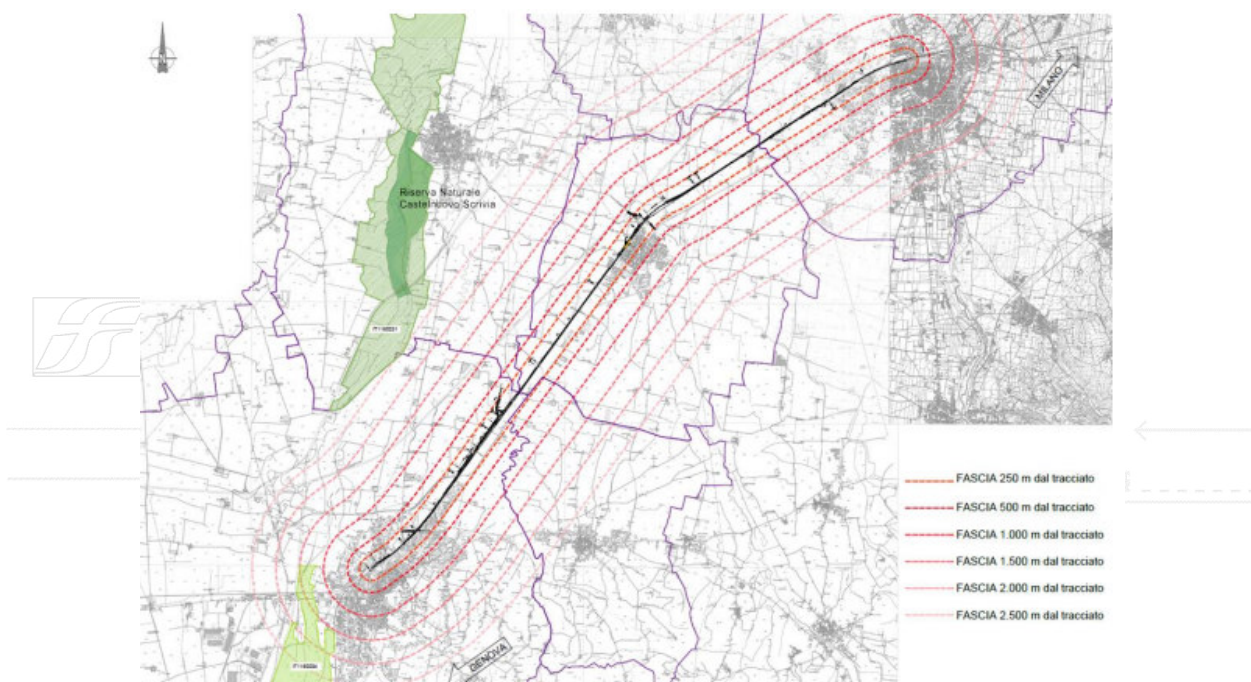 MILANO
Riserva Naturale
Castelnuovo Scrivia
FASCIA 250 m dal tracciato
FASCIA 500 m dal tracciato
FASCIA 1.000 m dal tracciato
FASCIA 1.500 m dal tracciato
FASCIA 2.000 m dal tracciato
FASCIA 2.500 m dal tracciato
GENOVA